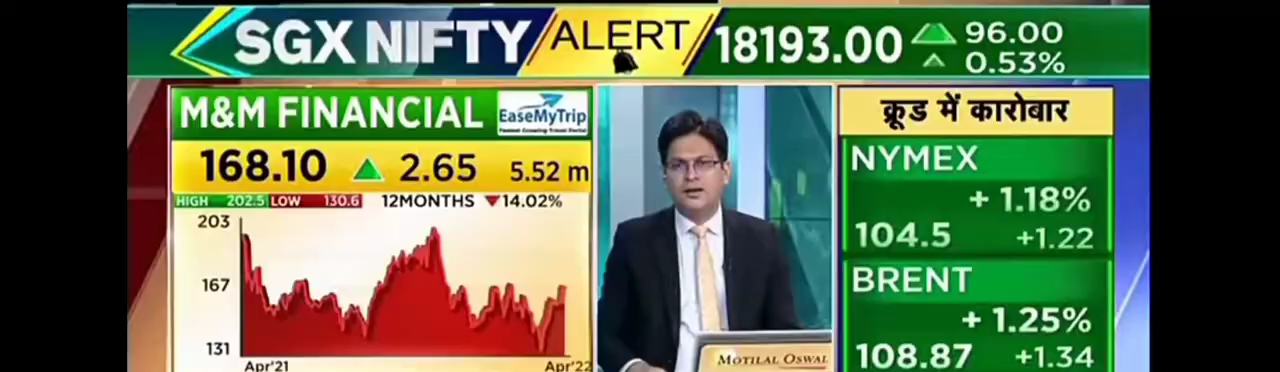 SGX NIFTY ALERT 18193.00 96.00
0.53%
M&M FINANCIAL EaseMyTrip
168.10 2.65 5.52 m
HIGH 202.5 LOW 130.6 12MONTHS 14.02%
203
167
131
Apr'21 Apr'22
MOTILAL OSWAL
क्रूड में कारोबार
NYMEX
+ 1.18%
104.5 +1.22
BRENT
+ 1.25%
108.87 +1.34